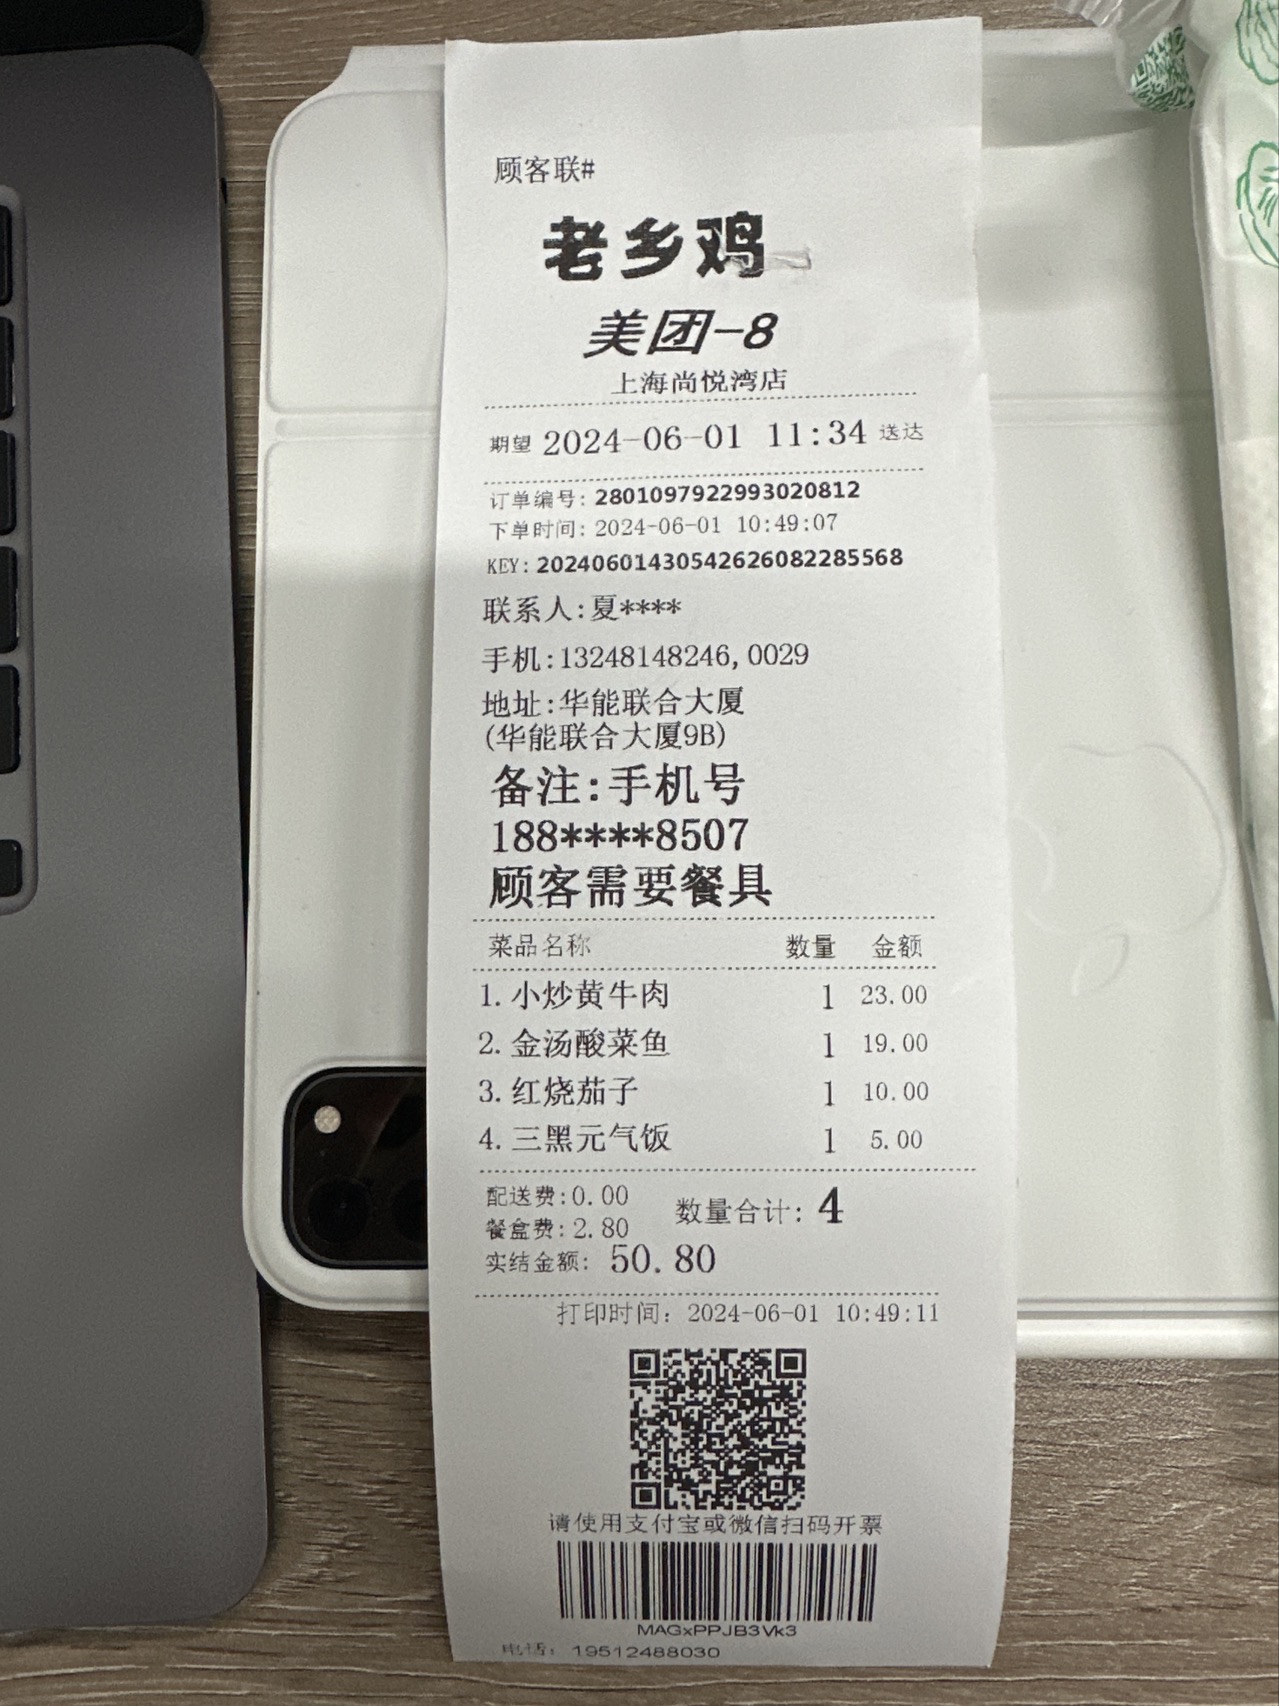 顾客联#
老乡鸡
美团-8
上海尚悦湾店
期望 2024-06-01 11:34 送达
订单编号: 2801097922993020812
下单时间: 2024-06-01 10:49:07
KEY: 202406014305426260822855​68
联系人:夏****
手机:13248148246,0029
地址:华能联合大厦
(华能联合大厦9B)
备注:手机号
188****8507
顾客需要餐具
菜品名称 数量 金额
1. 小炒黄牛肉 1 23.00
2. 金汤酸菜鱼 1 19.00
3. 红烧茄子 1 10.00
4. 三黑元气饭 1 5.00
配送费:0.00
餐盒费:2.80
数量合计: 4
实结金额: 50.80
打印时间: 2024-06-01 10:49:11
请使用支付宝或微信扫码开票
MAGxPPJB3Vk3
电话: 19512488030